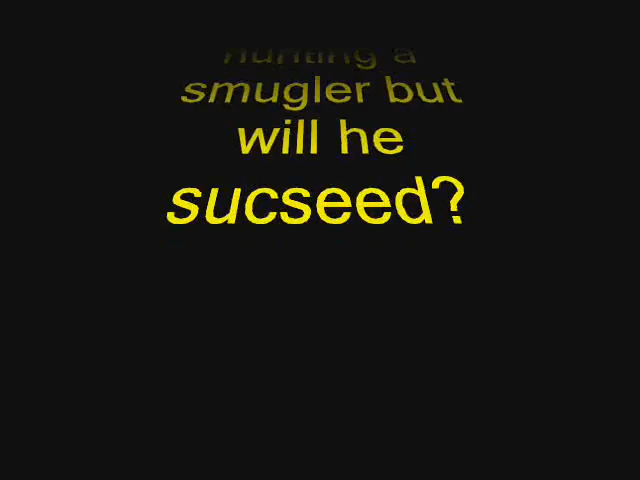 hunting a
smugler but
will he
sucseed?